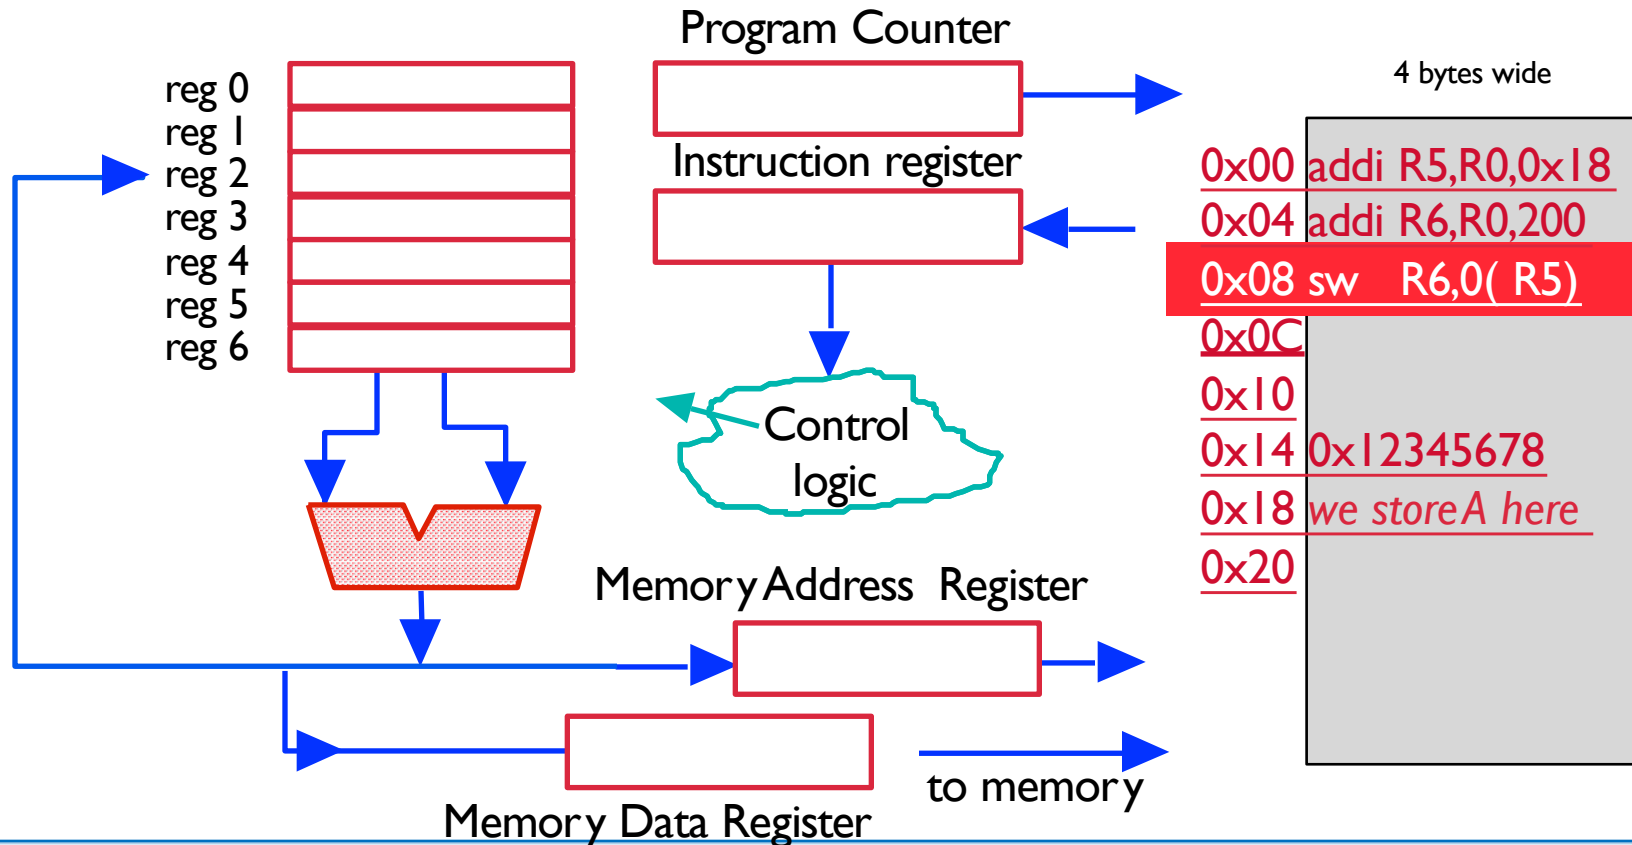 Program Counter
4 bytes wide
reg 0
reg 1
reg 2
reg 3
reg 4
reg 5
reg 6
Instruction register
0x00 addi R5,R0,0x18
0x04 addi R6,R0,200
0x08 sw R6,0( R5)
0x0C
0x10
0x14 0x12345678
0x18 we store A here
0x20
Control
logic
Memory Address Register
to memory
Memory Data Register